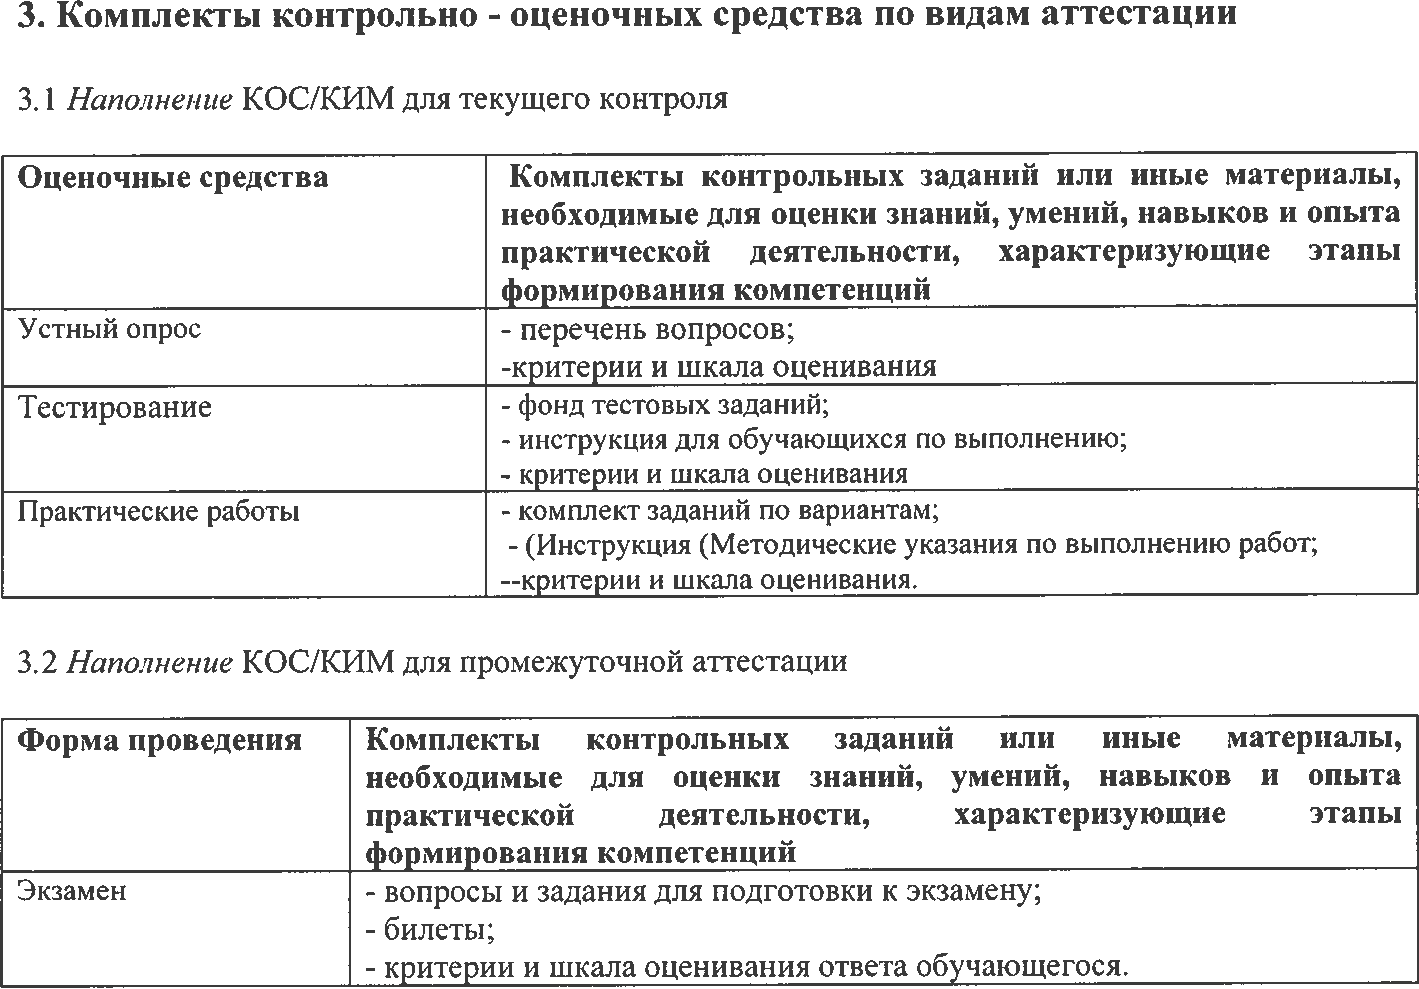 3. Комплекты контрольно - оценочных средства по видам аттестации
3.1 Наполнение КОС/КИМ для текущего контроля
Оценочные средства
Комплекты контрольных заданий или иные материалы,
необходимые для оценки знаний, умений, навыков и опыта
практической деятельности, характеризующие этапы
формирования компетенций
Устный опрос
- перечень вопросов;
-критерии и шкала оценивания
Тестирование
- фонд тестовых заданий;
- инструкция для обучающихся по выполнению;
- критерии и шкала оценивания
Практические работы
- комплект заданий по вариантам;
- (Инструкция (Методические указания по выполнению работ;
--критерии и шкала оценивания.
3.2 Наполнение КОС/КИМ для промежуточной аттестации
Форма проведения
Комплекты контрольных заданий или иные материалы,
необходимые для оценки знаний, умений, навыков и опыта
практической деятельности, характеризующие этапы
формирования компетенций
Экзамен
- вопросы и задания для подготовки к экзамену;
- билеты;
- критерии и шкала оценивания ответа обучающегося.